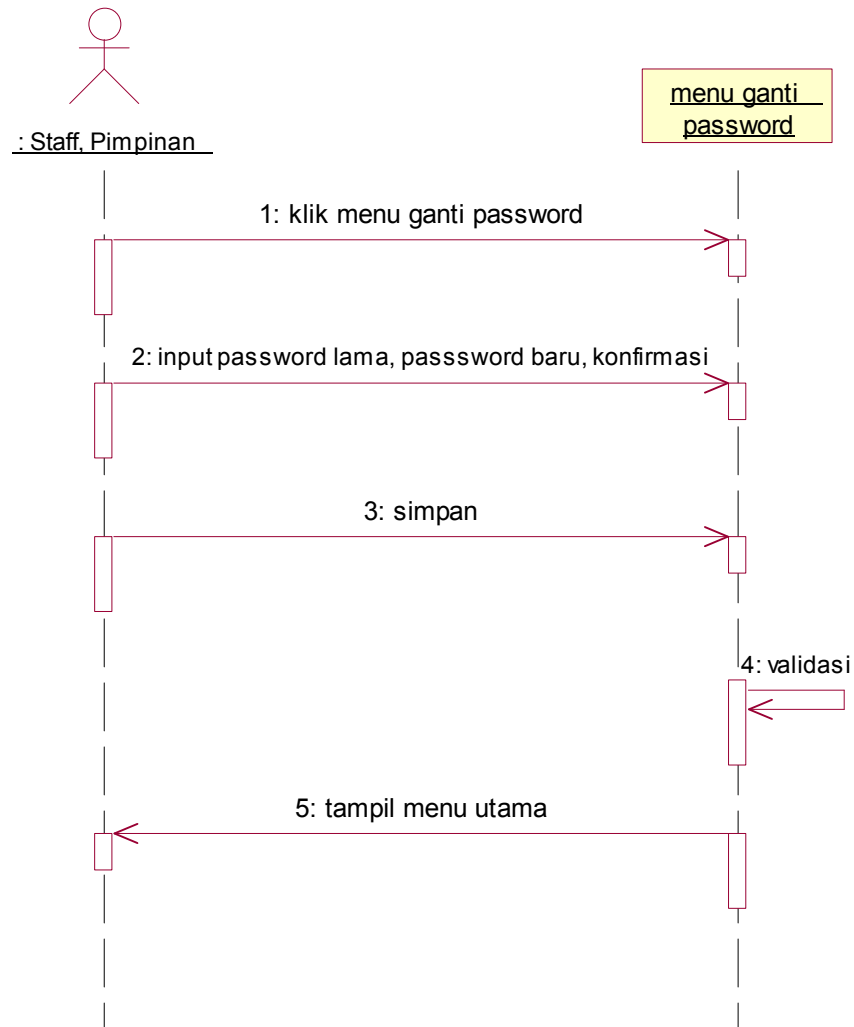 : Staff, Pimpinan
menu ganti
password
1: klik menu ganti password
2: input password lama, passsword baru, konfirmasi
3: simpan
4: validasi
5: tampil menu utama